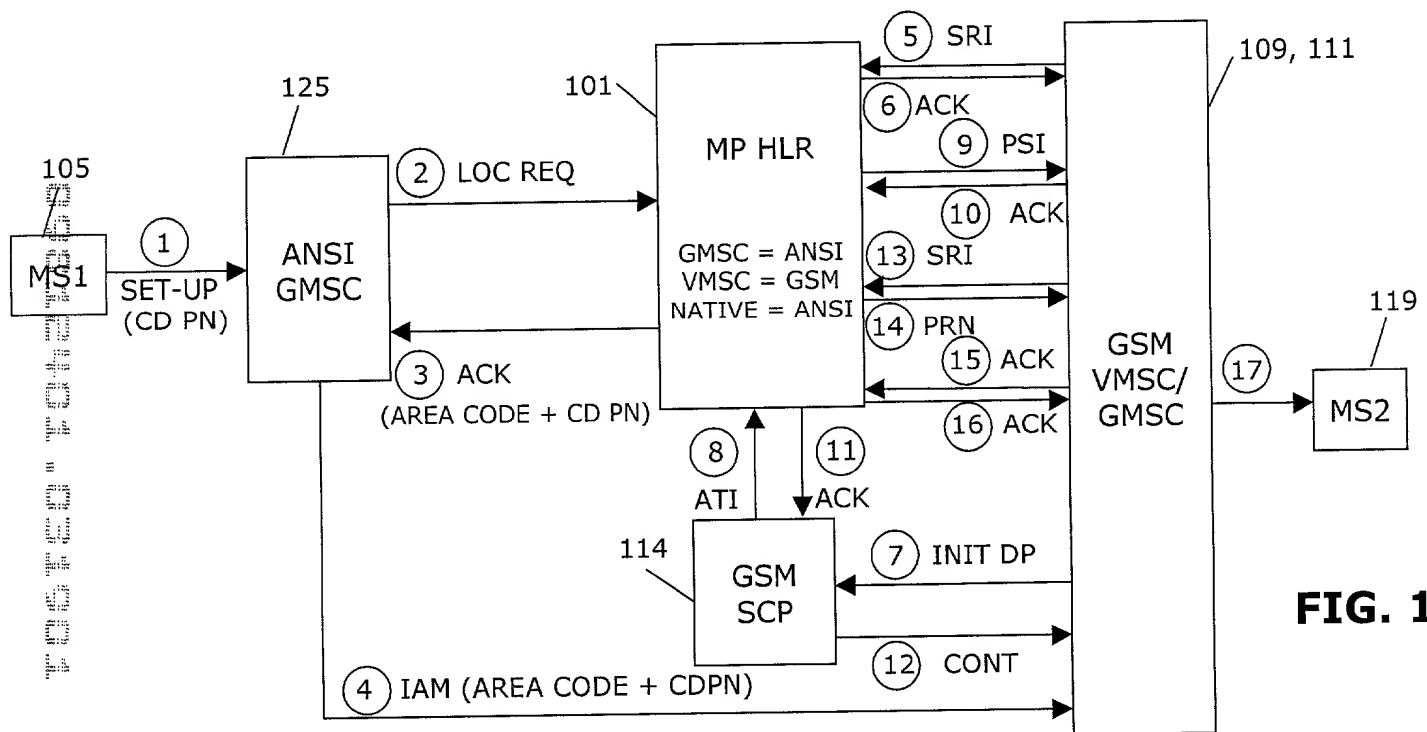 5 SRI
109, 111
125
101
6 ACK
MP HLR
9 PSI
105
2 LOC REQ
10 ACK
1
ANSI
GMSC
GMSC = ANSI
VMSC = GSM
NATIVE = ANSI
13 SRI
MS1
SET-UP
(CD PN)
14 PRN
119
3 ACK
(AREA CODE + CD PN)
15 ACK
GSM
VMSC/
GMSC
17
MS2
16 ACK
8
ATI
11
ACK
114
GSM
SCP
7 INIT DP
FIG. 1
12 CONT
4 IAM (AREA CODE + CDPN)